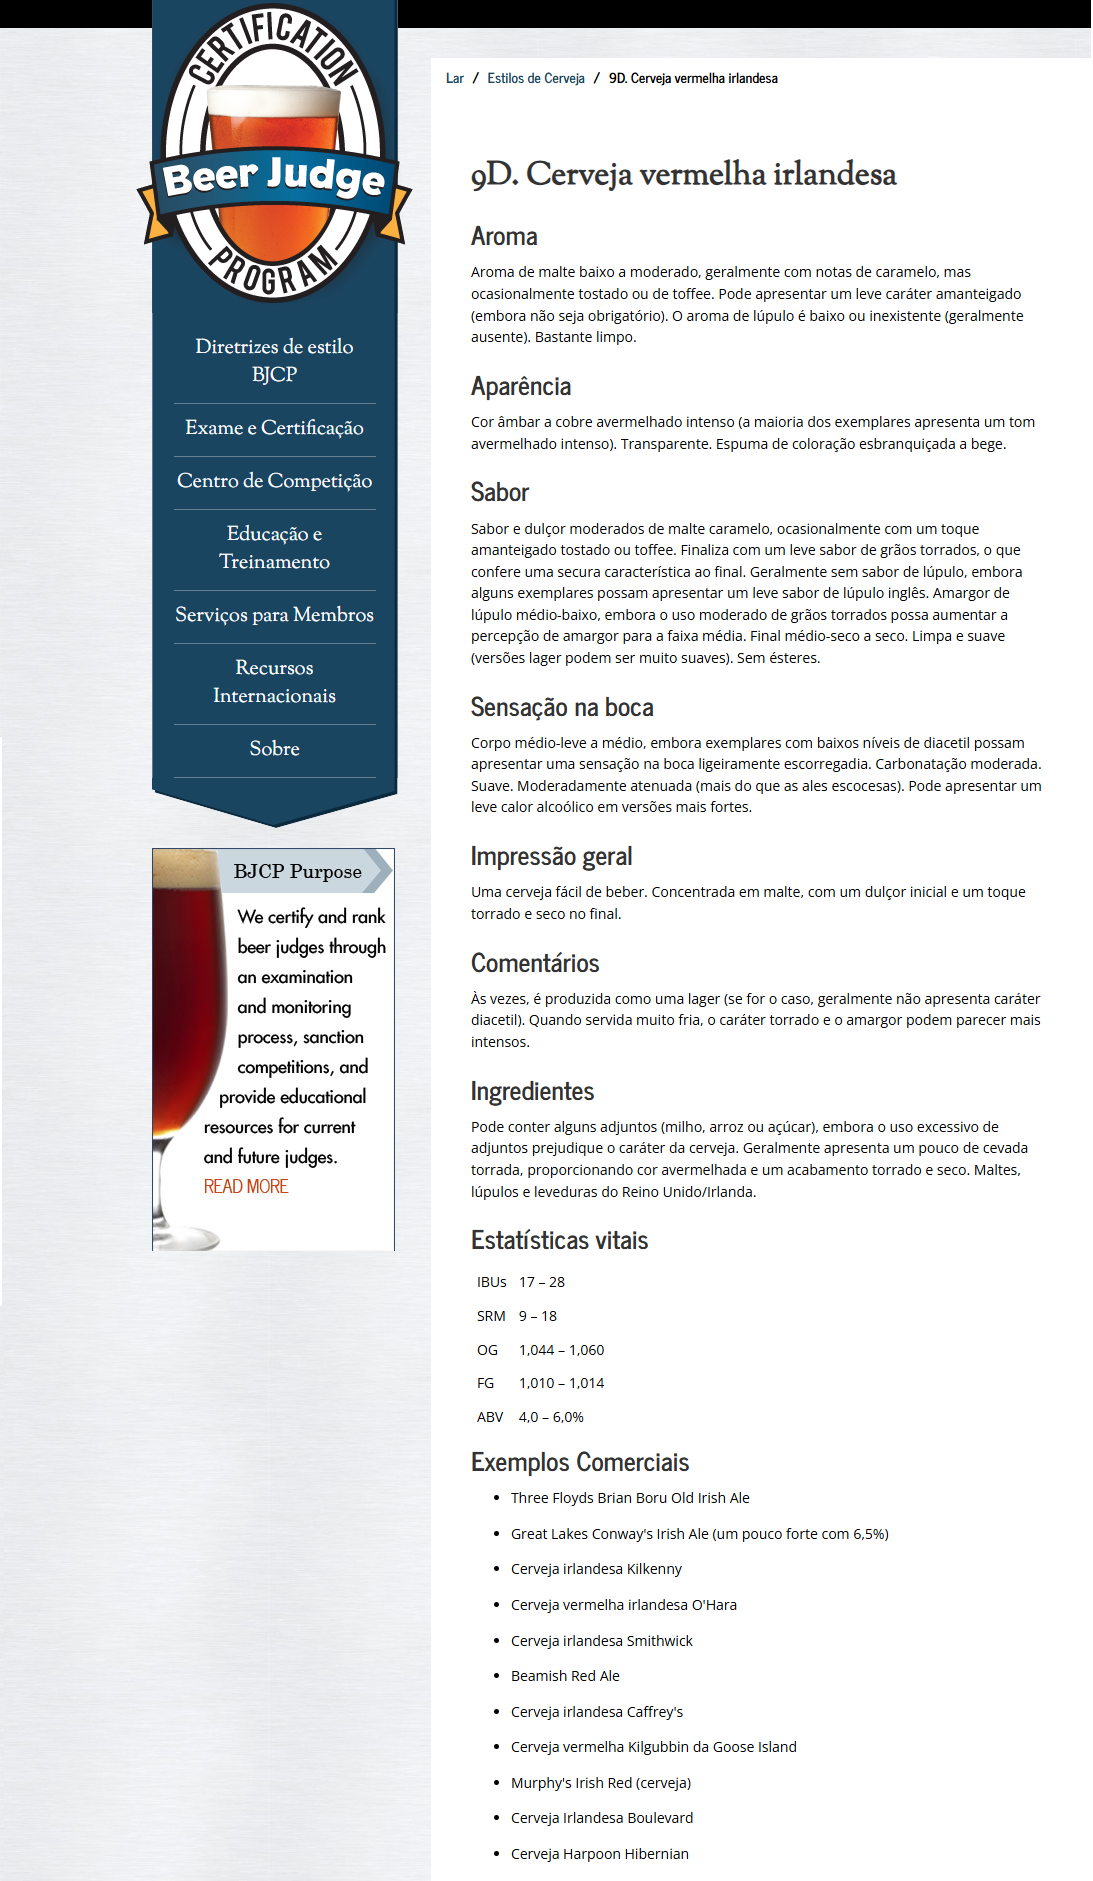 CERTIFICATION
Beer Judge
PROGRAM
Diretrizes de estilo
BJCP
Exame e Certificação
Centro de Competição
Educação e
Treinamento
Serviços para Membros
Recursos
Internacionais
Sobre
BJCP Purpose
We certify and rank
beer judges through
an examination
and monitoring
process, sanction
competitions, and
provide educational
resources for current
and future judges.
READ MORE
Lar / Estilos de Cerveja / 9D. Cerveja vermelha irlandesa
9D. Cerveja vermelha irlandesa
Aroma
Aroma de malte baixo a moderado, geralmente com notas de caramelo, mas
ocasionalmente tostado ou de toffee. Pode apresentar um leve caráter amanteigado
(embora não seja obrigatório). O aroma de lúpulo é baixo ou inexistente (geralmente
ausente). Bastante limpo.
Aparência
Cor âmbar a cobre avermelhado intenso (a maioria dos exemplares apresenta um tom
avermelhado intenso). Transparente. Espuma de coloração esbranquiçada a bege.
Sabor
Sabor e dulçor moderados de malte caramelo, ocasionalmente com um toque
amanteigado tostado ou toffee. Finaliza com um leve sabor de grãos torrados, o que
confere uma secura característica ao final. Geralmente sem sabor de lúpulo, embora
alguns exemplares possam apresentar um leve sabor de lúpulo inglês. Amargor de
lúpulo médio-baixo, embora o uso moderado de grãos torrados possa aumentar a
percepção de amargor para a faixa média. Final médio-seco a seco. Limpa e suave
(versões lager podem ser muito suaves). Sem ésteres.
Sensação na boca
Corpo médio-leve a médio, embora exemplares com baixos níveis de diacetil possam
apresentar uma sensação na boca ligeiramente escorregadia. Carbonatação moderada.
Suave. Moderadamente atenuada (mais do que as ales escocesas). Pode apresentar um
leve calor alcoólico em versões mais fortes.
Impressão geral
Uma cerveja fácil de beber. Concentrada em malte, com um dulçor inicial e um toque
torrado e seco no final.
Comentários
Às vezes, é produzida como uma lager (se for o caso, geralmente não apresenta caráter
diacetil). Quando servida muito fria, o caráter torrado e o amargor podem parecer mais
intensos.
Ingredientes
Pode conter alguns adjuntos (milho, arroz ou açúcar), embora o uso excessivo de
adjuntos prejudique o caráter da cerveja. Geralmente apresenta um pouco de cevada
torrada, proporcionando cor avermelhada e um acabamento torrado e seco. Maltes,
lúpulos e leveduras do Reino Unido/Irlanda.
Estatísticas vitais
IBUs 17 – 28
SRM 9 – 18
OG 1,044 – 1,060
FG 1,010 – 1,014
ABV 4,0 – 6,0%
Exemplos Comerciais
• Three Floyds Brian Boru Old Irish Ale
• Great Lakes Conway's Irish Ale (um pouco forte com 6,5%)
• Cerveja irlandesa Kilkenny
• Cerveja vermelha irlandesa O'Hara
• Cerveja irlandesa Smithwick
• Beamish Red Ale
• Cerveja irlandesa Caffrey's
• Cerveja vermelha Kilgubbin da Goose Island
• Murphy's Irish Red (cerveja)
• Cerveja Irlandesa Boulevard
• Cerveja Harpoon Hibernian